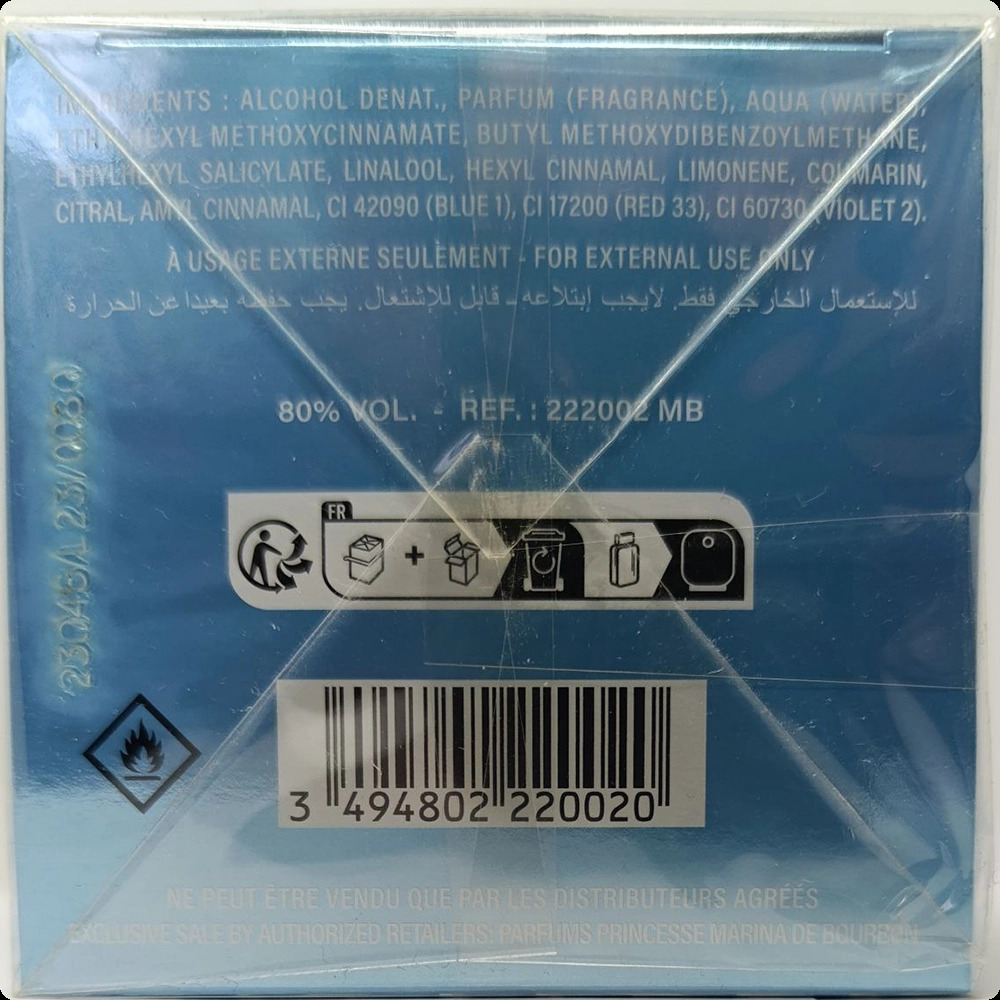 INGREDIENTS : ALCOHOL DENAT., PARFUM (FRAGRANCE), AQUA (WATER),
ETHYLHEXYL METHOXYCINNAMATE, BUTYL METHOXYDIBENZOYLMETHANE,
ETHYLHEXYL SALICYLATE, LINALOOL, HEXYL CINNAMAL, LIMONENE, COUMARIN,
CITRAL, AMYL CINNAMAL, CI 42090 (BLUE 1), CI 17200 (RED 33), CI 60730 (VIOLET 2).
À USAGE EXTERNE SEULEMENT - FOR EXTERNAL USE ONLY
للإستعمال الخارجي فقط. لايجب إبتلاعه - قابل للإشتعال. يجب حفظه بعيدا عن الحرارة
80% VOL. - REF. : 222002 MB
FR
23045A 23/0080
3 494802 220020
NE PEUT ÊTRE VENDU QUE PAR LES DISTRIBUTEURS AGRÉÉS
EXCLUSIVE SALE BY AUTHORIZED RETAILERS: PARFUMS PRINCESSE MARINA DE BOURBON